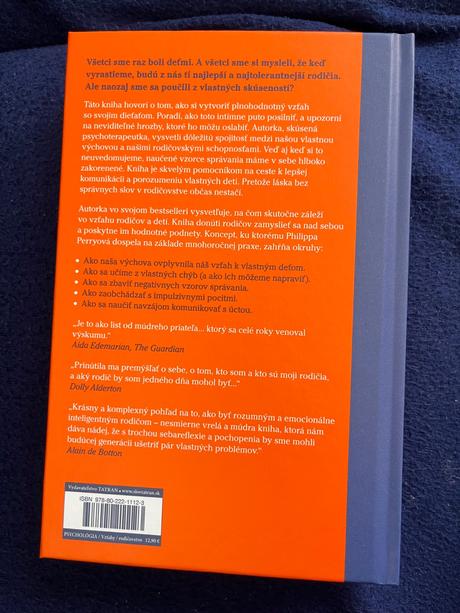 Všetci sme raz boli deťmi. A všetci sme si mysleli, že keď
vyrastieme, budú z nás tí najlepší a najtolerantnejší rodičia.
Ale naozaj sme sa poučili z vlastných skúseností?
Táto kniha hovorí o tom, ako si vytvoriť plnohodnotný vzťah
so svojím dieťaťom. Poradí, ako toto intímne puto posilniť, a upozorní
na neviditeľné hrozby, ktoré ho môžu oslabiť. Autorka, skúsená
psychoterapeutka, vysvetlí dôležitú spojitosť medzi našou vlastnou
výchovou a našimi rodičovskými schopnosťami. Veď aj keď si to
neuvedomujeme, naučené vzorce správania máme v sebe hlboko
zakorenené. Kniha je skvelým pomocníkom na ceste k lepšej
komunikácii a porozumeniu vlastných detí. Pretože láska bez
správnych slov v rodičovstve občas nestačí.
Autorka vo svojom bestselleri vysvetľuje, na čom skutočne záleží
vo vzťahu rodičov a detí. Kniha donúti rodičov zamyslieť sa nad sebou
a poskytne im hodnotné podnety. Koncept, ku ktorému Philippa
Perryová dospela na základe mnohoročnej praxe, zahŕňa okruhy:
• Ako naša výchova ovplyvnila náš vzťah k vlastným deťom.
• Ako sa učíme z vlastných chýb (a ako ich môžeme napraviť).
• Ako sa zbaviť negatívnych vzorov správania.
• Ako zaobchádzať s impulzívnymi pocitmi.
• Ako sa naučiť navzájom komunikovať s úctou.
„Je to ako list od múdreho priateľa... ktorý sa celé roky venoval
výskumu.“
Aida Edemarian, The Guardian
„Prinútila ma premýšľať o sebe, o tom, kto som a kto sú moji rodičia,
a aký rodič by som jedného dňa mohol byť...“
Dolly Alderton
„Krásny a komplexný pohľad na to, ako byť rozumným a emocionálne
inteligentným rodičom – nesmierne vrelá a múdra kniha, ktorá nám
dáva nádej, že s trochou sebareflexie a pochopenia by sme mohli
budúcej generácii ušetriť pár vlastných problémov.“
Alain de Botton
Vydavateľstvo TATRAN • www.slovtatran.sk
ISBN 978-80-222-1112-3
PSYCHOLÓGIA / Vzťahy / rodičovstvo 12,90 €